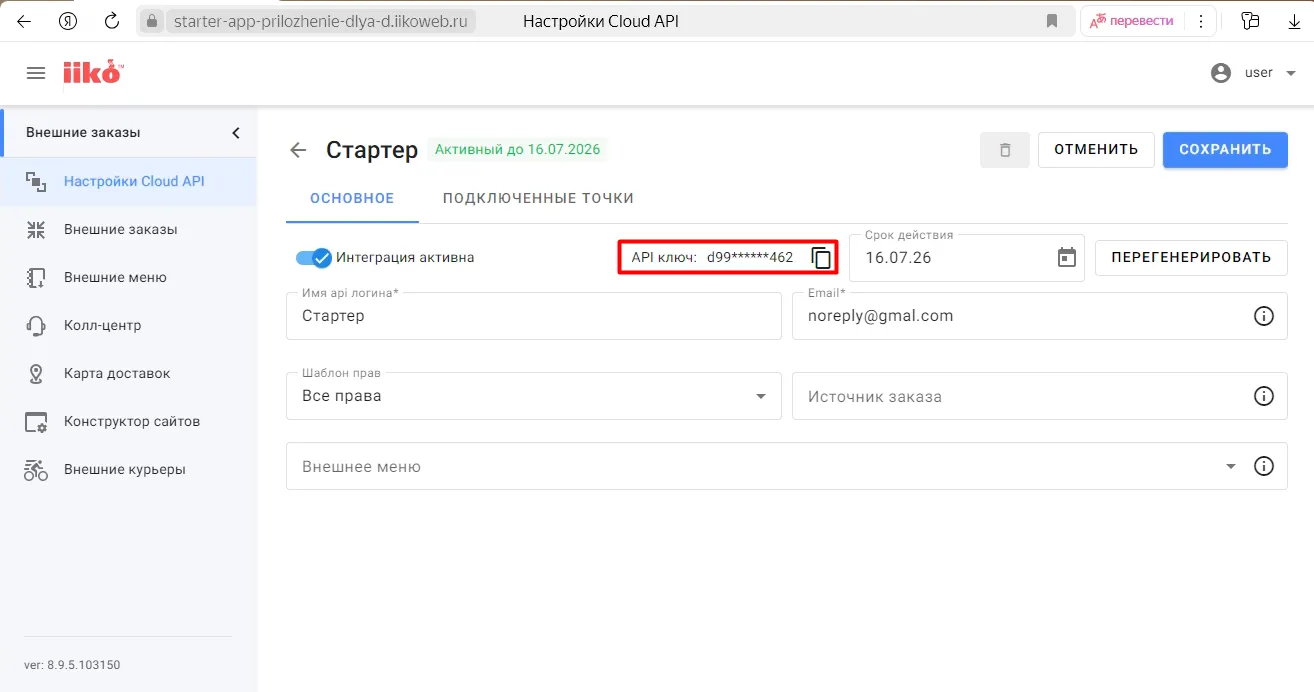 starter-app-prilozhenie-dlya-d.iikoweb.ru Настройки Cloud API перевести
iiko™ user
Внешние заказы
Настройки Cloud API
Внешние заказы
Внешние меню
Колл-центр
Карта доставок
Конструктор сайтов
Внешние курьеры
ver: 8.9.5.103150
Стартер Активный до 16.07.2026 ОТМЕНИТЬ СОХРАНИТЬ
ОСНОВНОЕ ПОДКЛЮЧЕННЫЕ ТОЧКИ
Срок действия
Интеграция активна API ключ: d99******462 16.07.26 ПЕРЕГЕНЕРИРОВАТЬ
Имя api логина* Email*
Стартер noreply@gmal.com
Шаблон прав
Все права Источник заказа
Внешнее меню